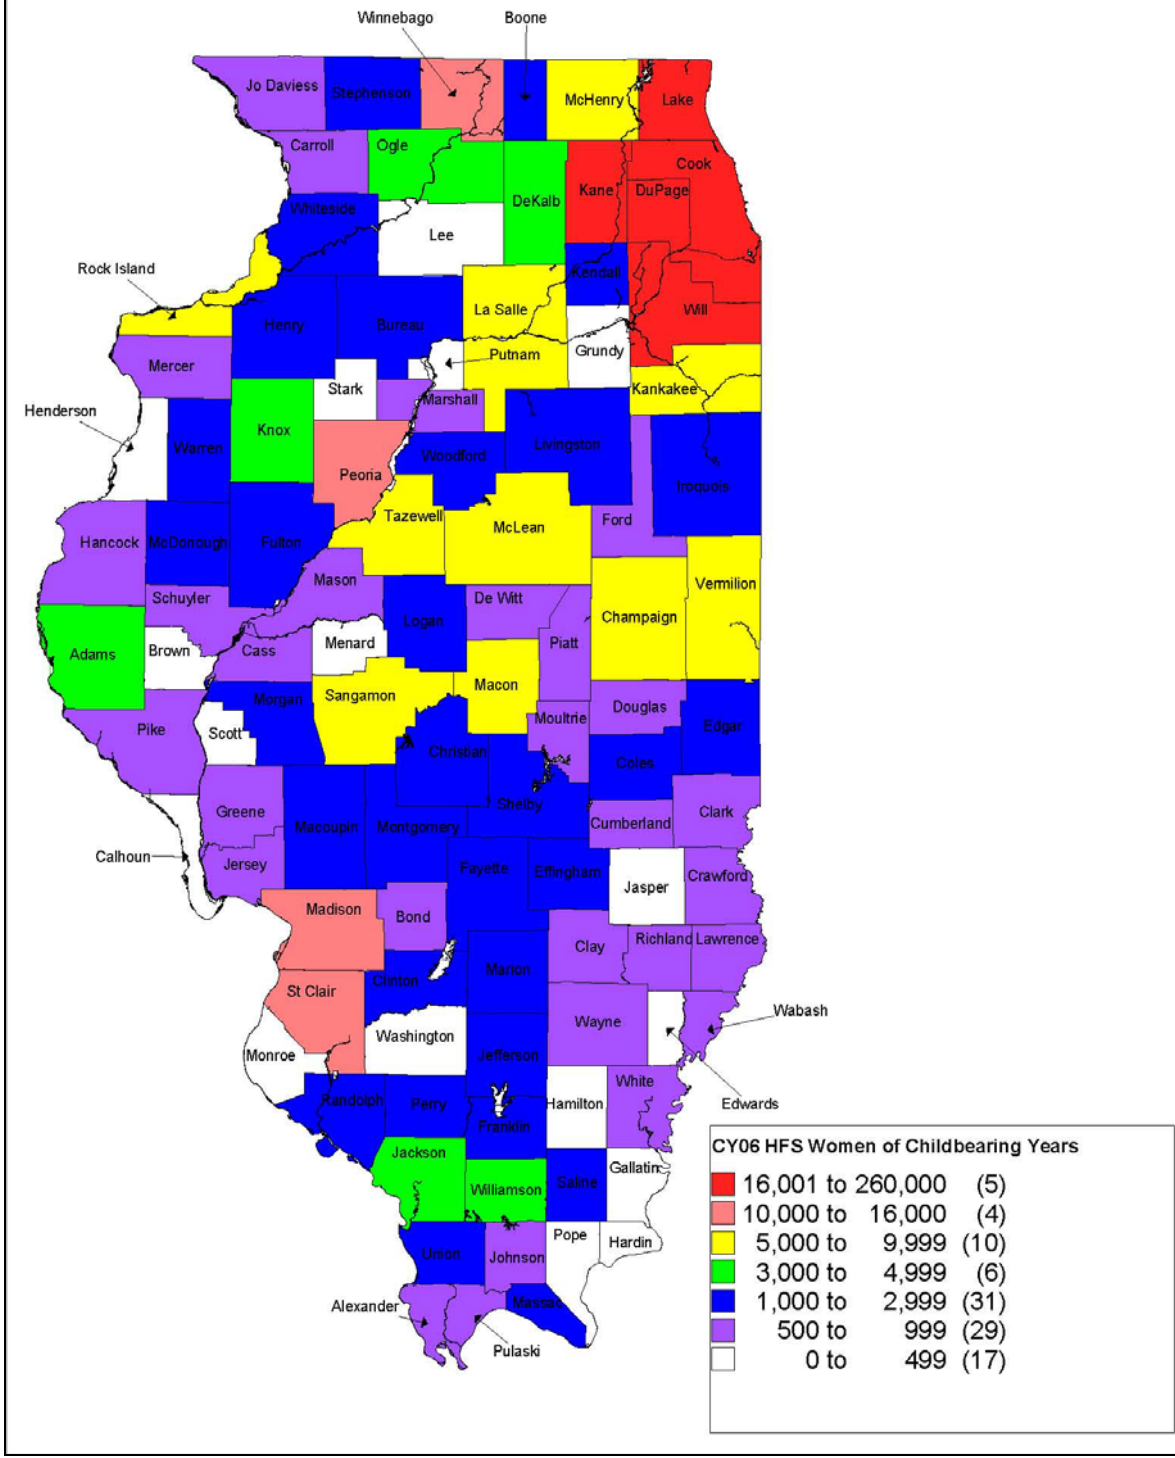 Winnebago
Boone
Jo Daviess
Stephenson
McHenry
Lake
Carroll
Ogle
Cook
Kane
DuPage
DeKalb
Whiteside
Lee
Rock Island
Kendall
La Salle
Will
Henry
Bureau
Putnam
Grundy
Mercer
Stark
Kankakee
Marshall
Henderson
Knox
Warren
Livingston
Woodford
Peoria
Iroquois
Tazewell
McLean
Ford
Hancock
McDonough
Fulton
Mason
Vermilion
Schuyler
De Witt
Logan
Champaign
Menard
Piatt
Adams
Brown
Cass
Macon
Sangamon
Morgan
Douglas
Moultrie
Pike
Scott
Edgar
Christian
Coles
Shelby
Greene
Clark
Cumberland
Macoupin
Montgomery
Calhoun
Jersey
Fayette
Effingham
Jasper
Crawford
Madison
Bond
Clay
Richland
Lawrence
Marion
Clinton
St Clair
Wabash
Wayne
Washington
Monroe
Jefferson
White
Edwards
Hamilton
Randolph
Perry
Franklin
Jackson
Gallatin
Saline
Williamson
Pope
Hardin
Union
Johnson
Massac
Alexander
Pulaski
CY06 HFS Women of Childbearing Years
16,001 to 260,000 (5)
10,000 to 16,000 (4)
5,000 to 9,999 (10)
3,000 to 4,999 (6)
1,000 to 2,999 (31)
500 to 999 (29)
0 to 499 (17)